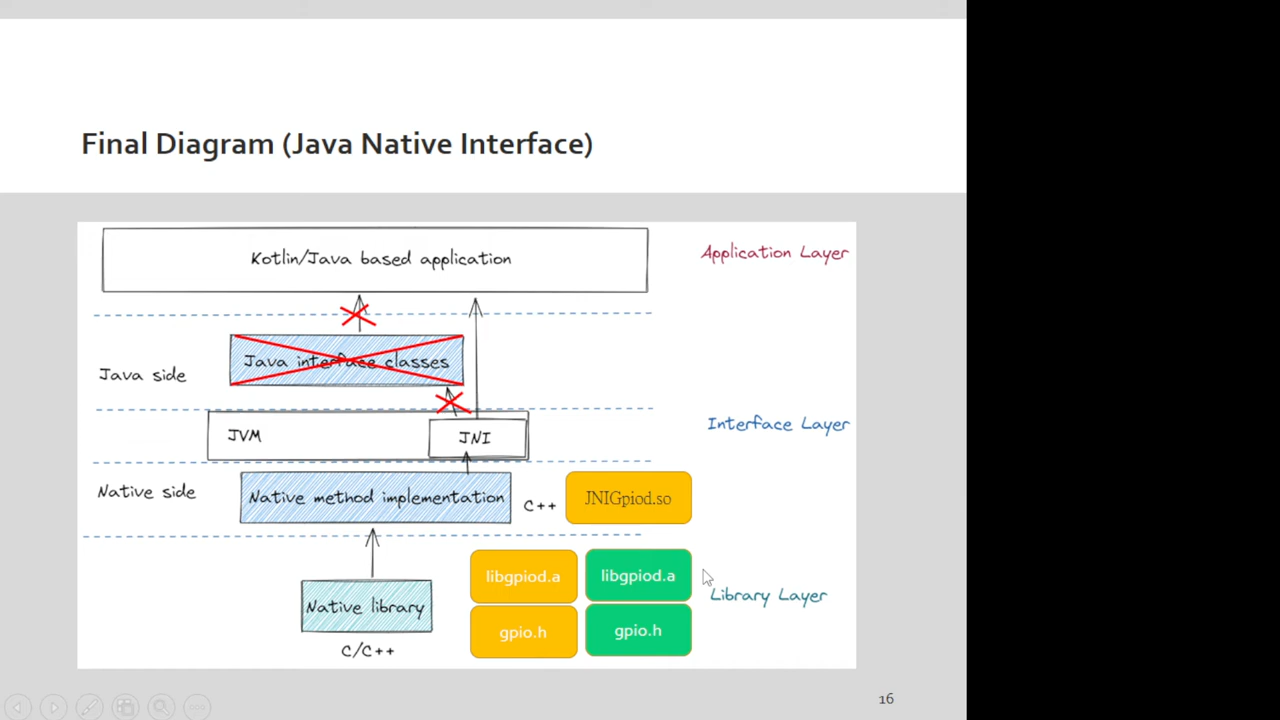 Final Diagram (Java Native Interface)
Kotlin/Java based application
Application Layer
Java interface classes
Java side
JVM
JNI
Interface Layer
Native side
Native method implementation
C++
JNIGpiod.so
libgpiod.a
libgpiod.a
Library Layer
Native library
gpio.h
gpio.h
C/C++
16